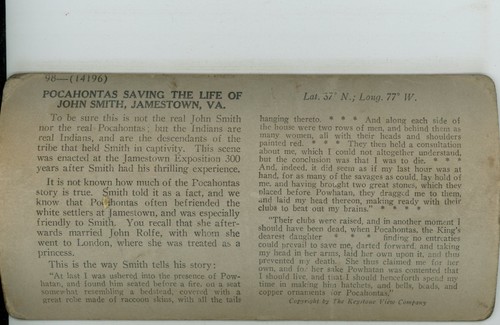 98—(14196)
POCAHONTAS SAVING THE LIFE OF
JOHN SMITH, JAMESTOWN, VA.
To be sure this is not the real John Smith
nor the real Pocahontas; but the Indians are
real Indians, and are the descendants of the
tribe that held Smith in captivity. This scene
was enacted at the Jamestown Exposition 300
years after Smith had his thrilling experience.
It is not known how much of the Pocahontas
story is true. Smith told it as a fact, and we
know that Pocahontas often befriended the
white settlers at Jamestown, and was especially
friendly to Smith. You recall that she after-
wards married John Rolfe, with whom she
went to London, where she was treated as a
princess.
This is the way Smith tells his story:
"At last I was ushered into the presence of Pow-
hatan, and found him seated before a fire, on a seat
somewhat resembling a bedstead, covered with a
great robe made of raccoon skins, with all the tails
Lat. 37° N.; Long. 77° W.
hanging thereto. * * * And along each side of
the house were two rows of men, and behind them as
many women, all with their heads and shoulders
painted red. * * * They then held a consultation
about me, which I could not altogether understand,
but the conclusion was that I was to die. * * *
And, indeed, it did seem as if my last hour was at
hand, for as many of the savages as could, lay hold of
me, and having brought two great stones, which they
placed before Powhatan, they dragged me to them,
and laid my head thereon, making ready with their
clubs to beat out my brains." * * * *
"Their clubs were raised, and in another moment I
should have been dead, when Pocahontas, the King's
dearest daughter * * * * finding no entreaties
could prevail to save me, darted forward, and taking
my head in her arms, laid her own upon it, and thus
prevented my death. She thus claimed me for her
own, and for her sake Powhatan was contented that
I should live, and that I should henceforth spend my
time in making him hatchets, and bells, beads, and
copper ornaments for Pocahontas."
Copyright by The Keystone View Company